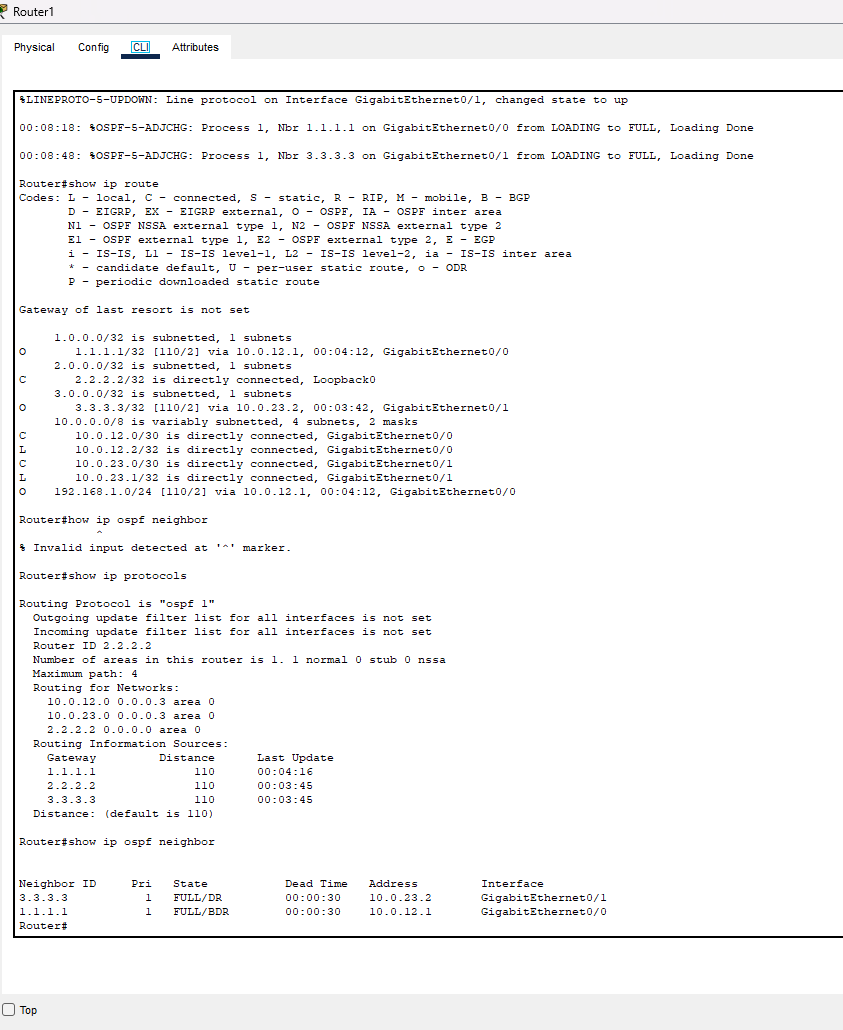 Router1
Physical Config CLI Attributes
%LINEPROTO-5-UPDOWN: Line protocol on Interface GigabitEthernet0/1, changed state to up
00:08:18: %OSPF-5-ADJCHG: Process 1, Nbr 1.1.1.1 on GigabitEthernet0/0 from LOADING to FULL, Loading Done
00:08:48: %OSPF-5-ADJCHG: Process 1, Nbr 3.3.3.3 on GigabitEthernet0/1 from LOADING to FULL, Loading Done
Router#show ip route
Codes: L - local, C - connected, S - static, R - RIP, M - mobile, B - BGP
D - EIGRP, EX - EIGRP external, O - OSPF, IA - OSPF inter area
N1 - OSPF NSSA external type 1, N2 - OSPF NSSA external type 2
E1 - OSPF external type 1, E2 - OSPF external type 2, E - EGP
i - IS-IS, L1 - IS-IS level-1, L2 - IS-IS level-2, ia - IS-IS inter area
* - candidate default, U - per-user static route, o - ODR
P - periodic downloaded static route
Gateway of last resort is not set
1.0.0.0/32 is subnetted, 1 subnets
O 1.1.1.1/32 [110/2] via 10.0.12.1, 00:04:12, GigabitEthernet0/0
2.0.0.0/32 is subnetted, 1 subnets
C 2.2.2.2/32 is directly connected, Loopback0
3.0.0.0/32 is subnetted, 1 subnets
O 3.3.3.3/32 [110/2] via 10.0.23.2, 00:03:42, GigabitEthernet0/1
10.0.0.0/8 is variably subnetted, 4 subnets, 2 masks
C 10.0.12.0/30 is directly connected, GigabitEthernet0/0
L 10.0.12.2/32 is directly connected, GigabitEthernet0/0
C 10.0.23.0/30 is directly connected, GigabitEthernet0/1
L 10.0.23.1/32 is directly connected, GigabitEthernet0/1
O 192.168.1.0/24 [110/2] via 10.0.12.1, 00:04:12, GigabitEthernet0/0
Router#how ip ospf neighbor
^
% Invalid input detected at '^' marker.
Router#show ip protocols
Routing Protocol is "ospf 1"
Outgoing update filter list for all interfaces is not set
Incoming update filter list for all interfaces is not set
Router ID 2.2.2.2
Number of areas in this router is 1. 1 normal 0 stub 0 nssa
Maximum path: 4
Routing for Networks:
10.0.12.0 0.0.0.3 area 0
10.0.23.0 0.0.0.3 area 0
2.2.2.2 0.0.0.0 area 0
Routing Information Sources:
Gateway Distance Last Update
1.1.1.1 110 00:04:16
2.2.2.2 110 00:03:45
3.3.3.3 110 00:03:45
Distance: (default is 110)
Router#show ip ospf neighbor
Neighbor ID Pri State Dead Time Address Interface
3.3.3.3 1 FULL/DR 00:00:30 10.0.23.2 GigabitEthernet0/1
1.1.1.1 1 FULL/BDR 00:00:30 10.0.12.1 GigabitEthernet0/0
Router#
Top